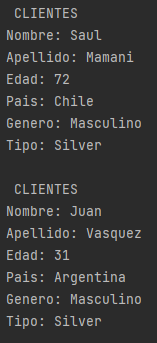 CLIENTES
Nombre: Saul
Apellido: Mamani
Edad: 72
Pais: Chile
Genero: Masculino
Tipo: Silver
CLIENTES
Nombre: Juan
Apellido: Vasquez
Edad: 31
Pais: Argentina
Genero: Masculino
Tipo: Silver